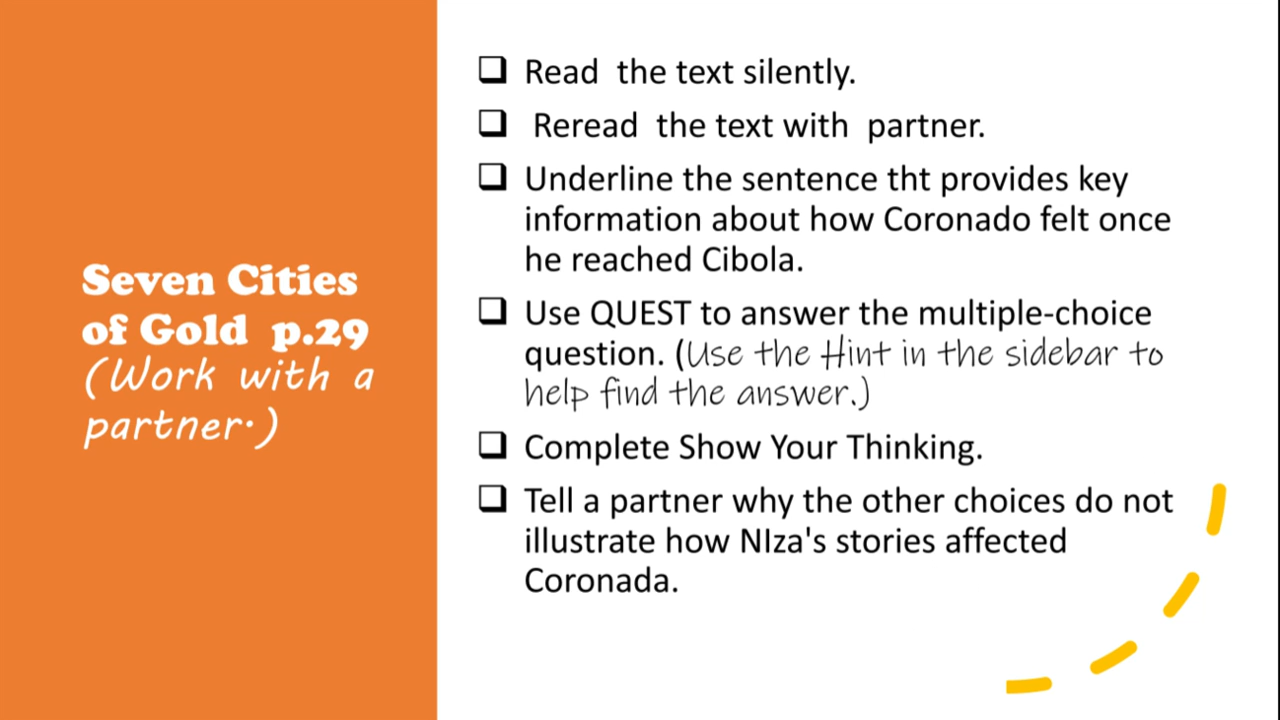 Seven Cities
of Gold p.29
(Work with a
partner.)
Read the text silently.
Reread the text with partner.
Underline the sentence tht provides key
information about how Coronado felt once
he reached Cibola.
Use QUEST to answer the multiple-choice
question. (Use the Hint in the sidebar to
help find the answer.)
Complete Show Your Thinking.
Tell a partner why the other choices do not
illustrate how NIza's stories affected
Coronada.